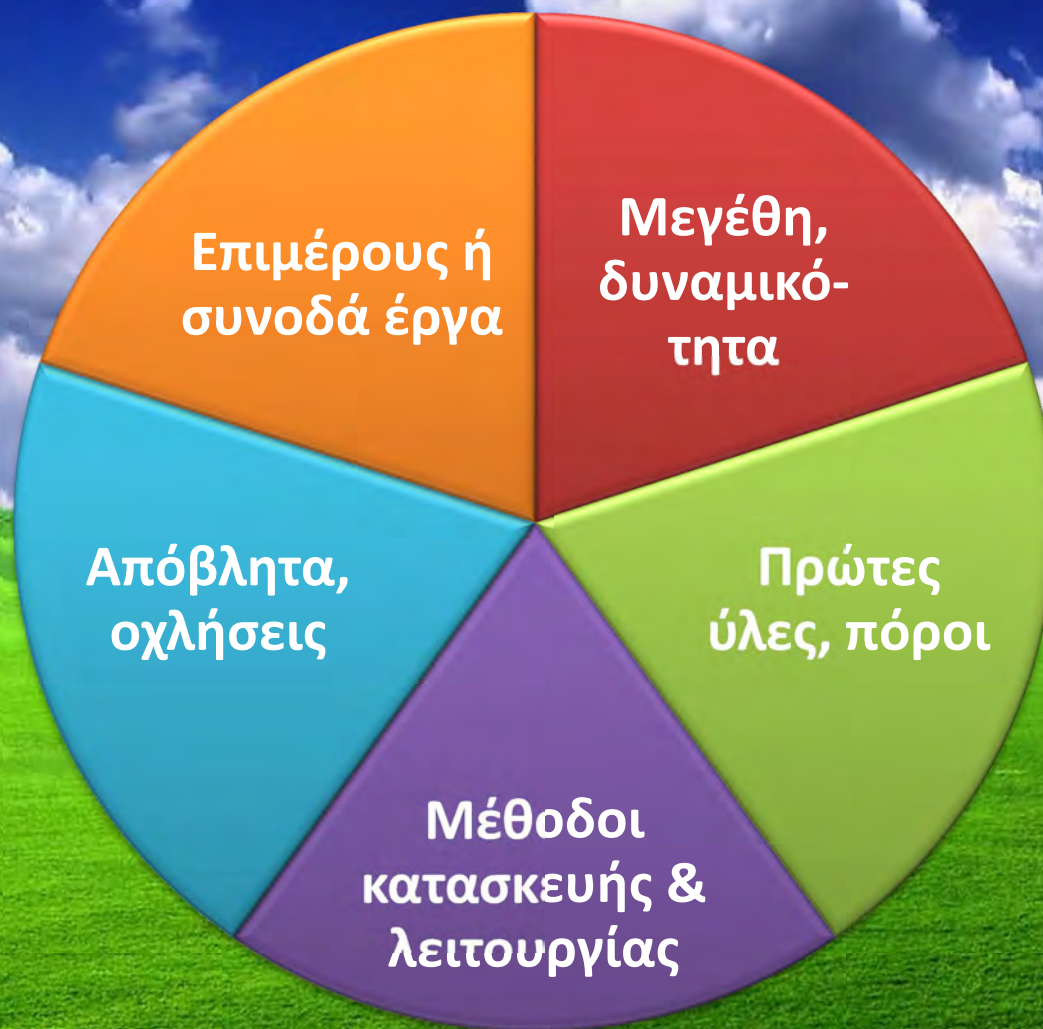 Μεγέθη,
δυναμικό-
τητα
Πρώτες
ύλες, πόροι
Μέθοδοι
κατασκευής &
λειτουργίας
Απόβλητα,
οχλήσεις
Επιμέρους ή
συνοδά έργα